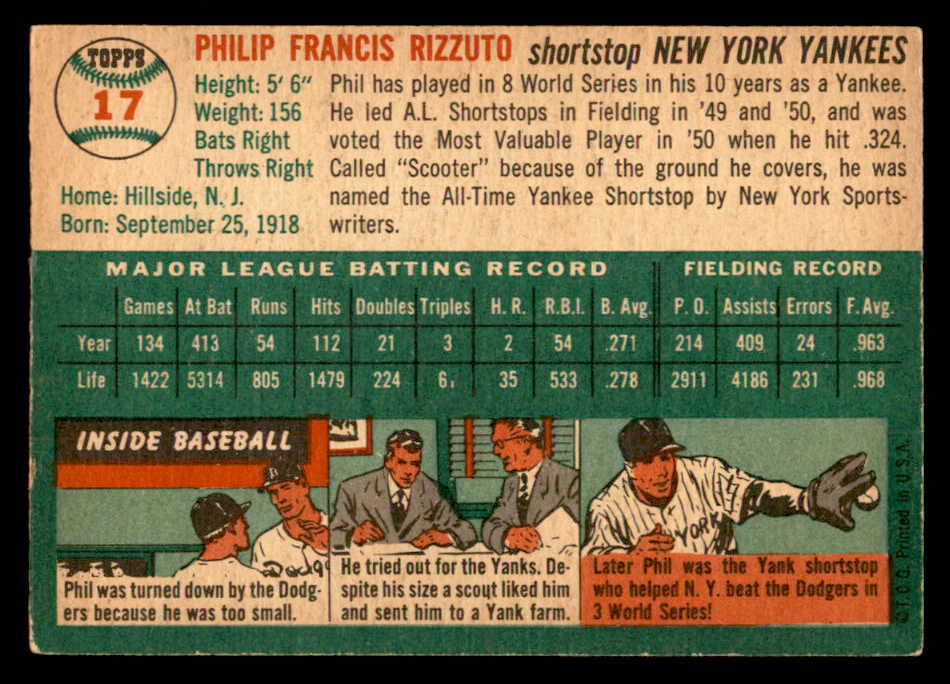 TOPPS
17
PHILIP FRANCIS RIZZUTO shortstop NEW YORK YANKEES
Height: 5' 6"
Weight: 156
Bats Right
Throws Right
Home: Hillside, N. J.
Born: September 25, 1918
Phil has played in 8 World Series in his 10 years as a Yankee.
He led A.L. Shortstops in Fielding in '49 and '50, and was
voted the Most Valuable Player in '50 when he hit .324.
Called "Scooter" because of the ground he covers, he was
named the All-Time Yankee Shortstop by New York Sports-
writers.
MAJOR LEAGUE BATTING RECORD FIELDING RECORD
Games At Bat Runs Hits Doubles Triples H. R. R.B.I. B. Avg. P. O. Assists Errors F. Avg.
Year 134 413 54 112 21 3 2 54 .271 214 409 24 .963
Life 1422 5314 805 1479 224 35 533 .278 2911 4186 231 .968
INSIDE BASEBALL
B
Phil was turned down by the Dodg-
ers because he was too small.
He tried out for the Yanks. De-
spite his size a scout liked him
and sent him to a Yank farm.
YORK
Later Phil was the Yank shortstop
who helped N. Y. beat the Dodgers in
3 World Series!
© T. C. G. Printed in U.S.A.